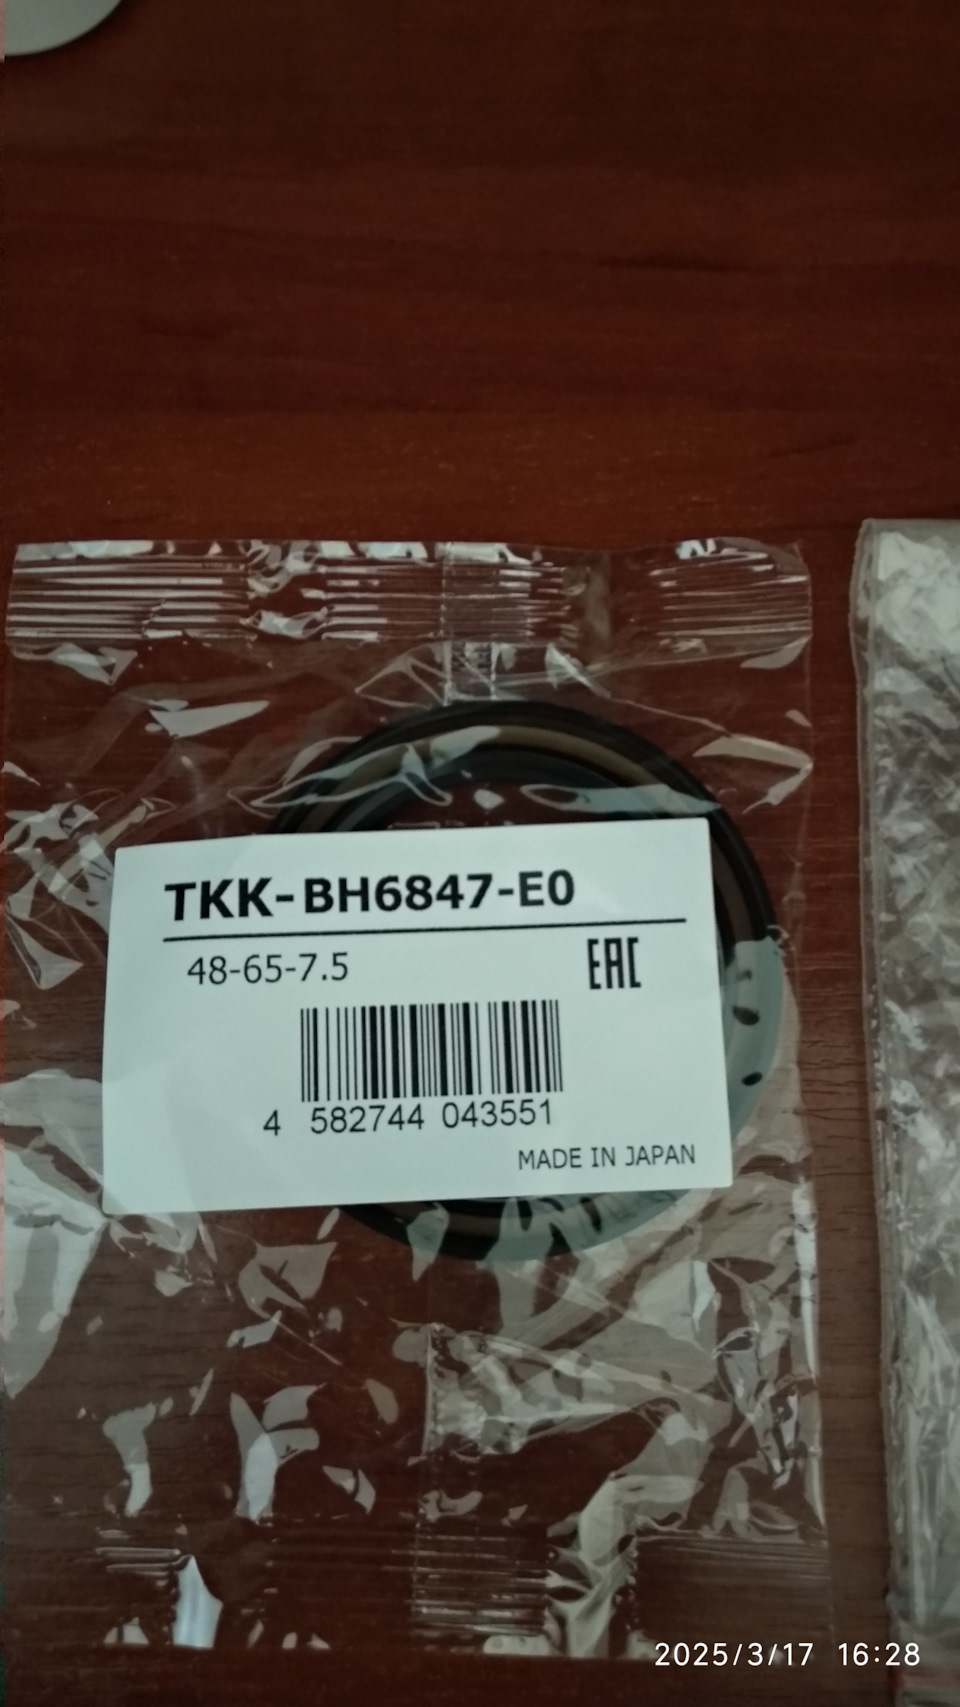 TKK-BH6847-E0
48-65-7.5
EAC
4 582744 043551
MADE IN JAPAN
2025/3/17 16:28